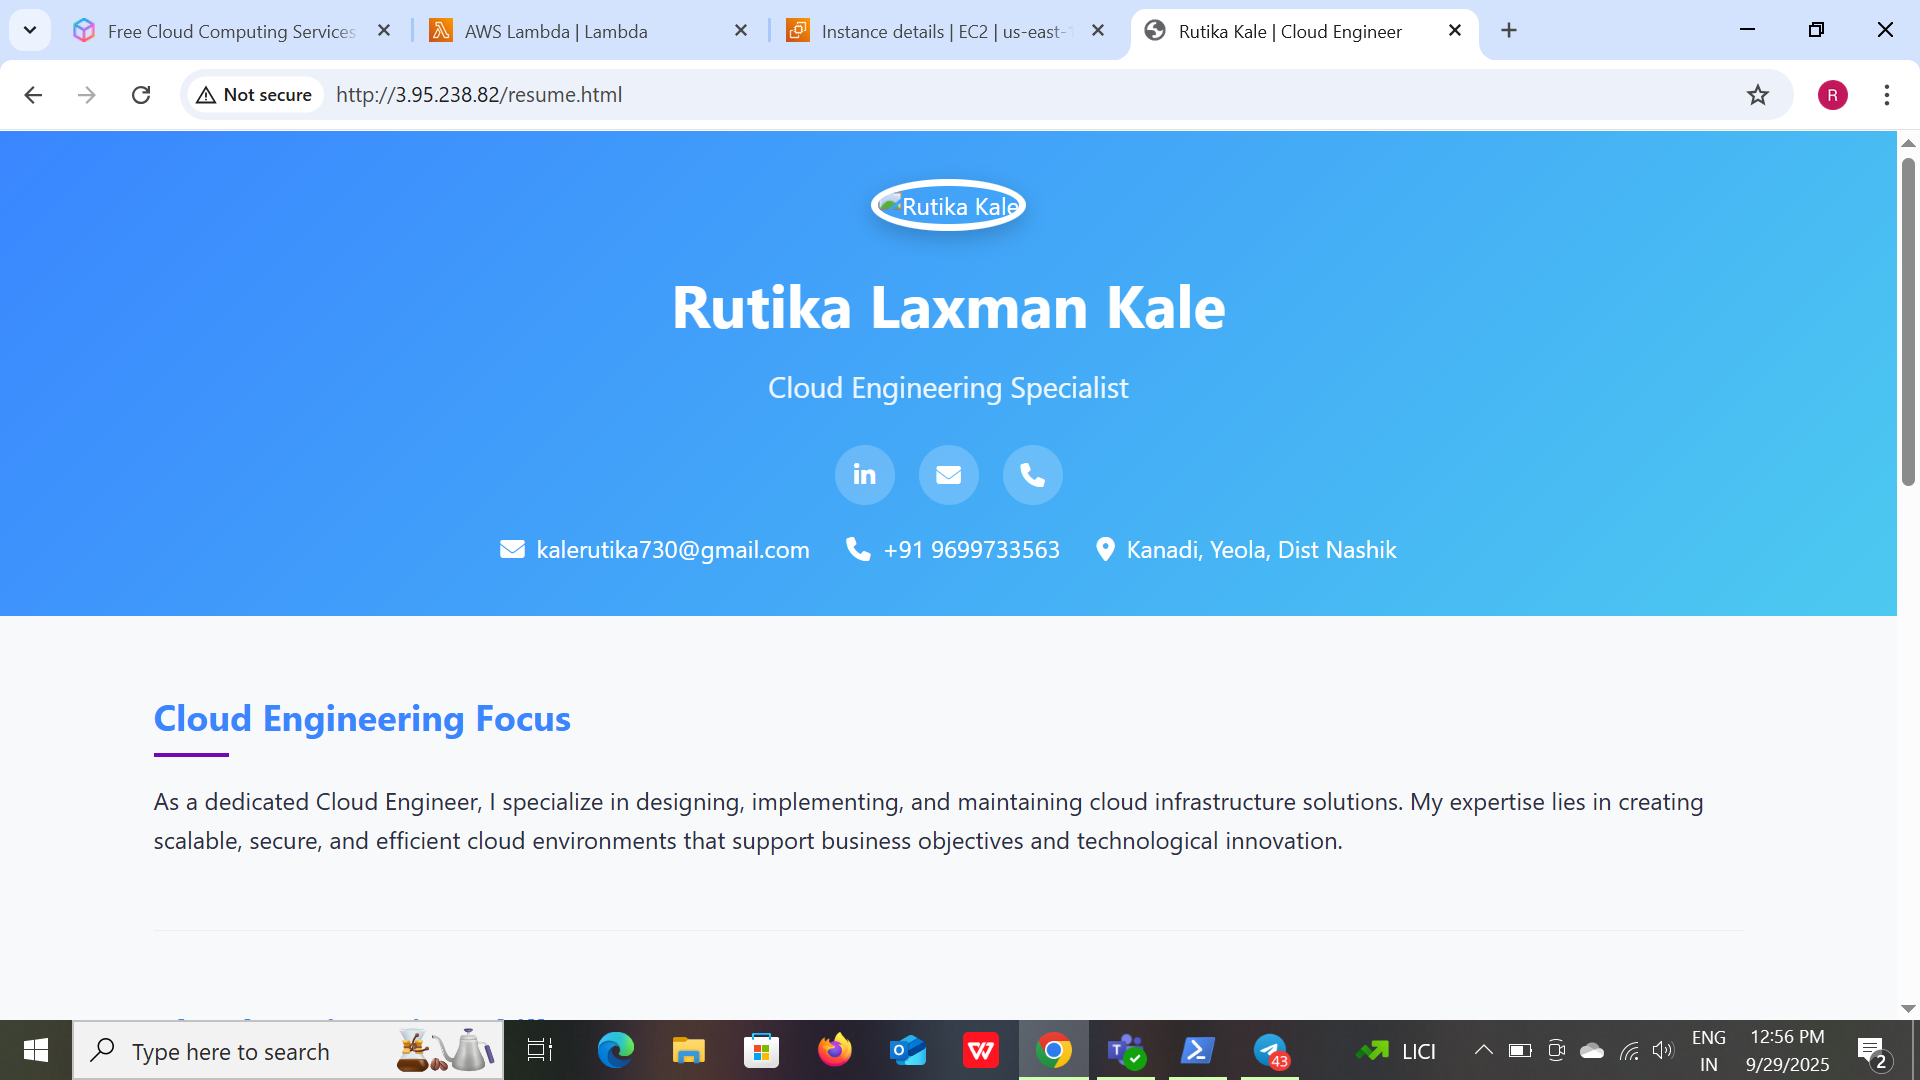 Free Cloud Computing Services
AWS Lambda | Lambda
Instance details | EC2 | us-east-1
Rutika Kale | Cloud Engineer
Not secure
http://3.95.238.82/resume.html
R
Rutika Kale
Rutika Laxman Kale
Cloud Engineering Specialist
in
kalerutika730@gmail.com
+91 9699733563
Kanadi, Yeola, Dist Nashik
Cloud Engineering Focus
As a dedicated Cloud Engineer, I specialize in designing, implementing, and maintaining cloud infrastructure solutions. My expertise lies in creating
scalable, secure, and efficient cloud environments that support business objectives and technological innovation.
Type here to search
43
LICI
ENG
IN
12:56 PM
9/29/2025
2